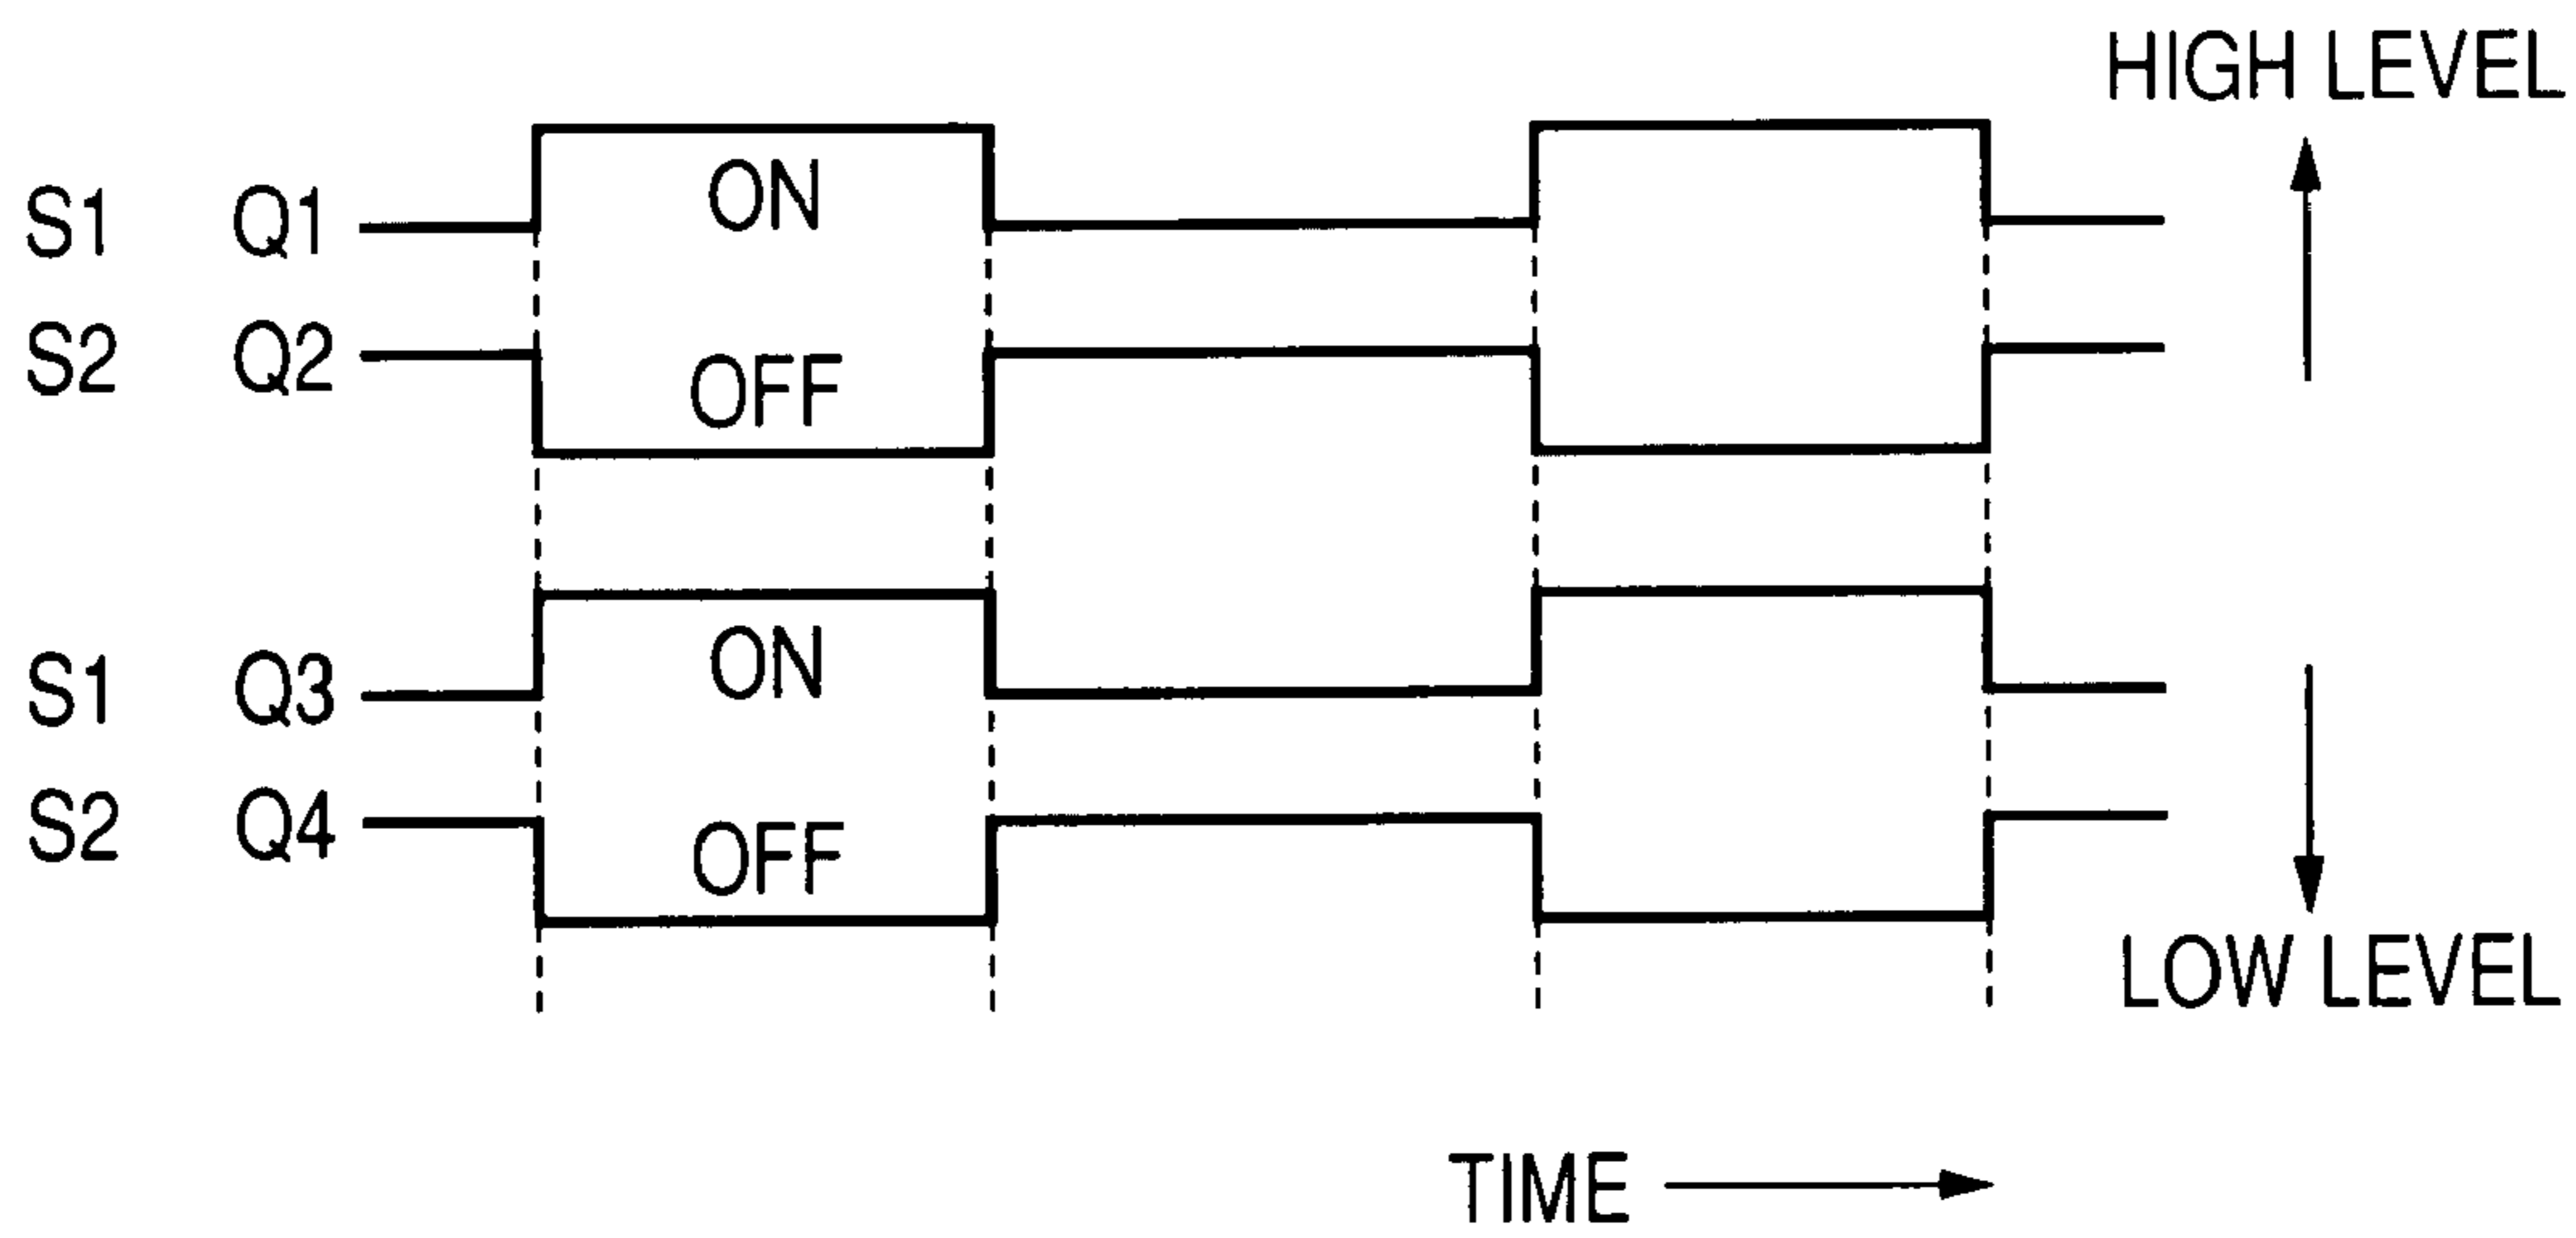 HIGH LEVEL
S1 Q1 ON
S2 Q2 OFF
S1 Q3 ON
S2 Q4 OFF
LOW LEVEL
TIME